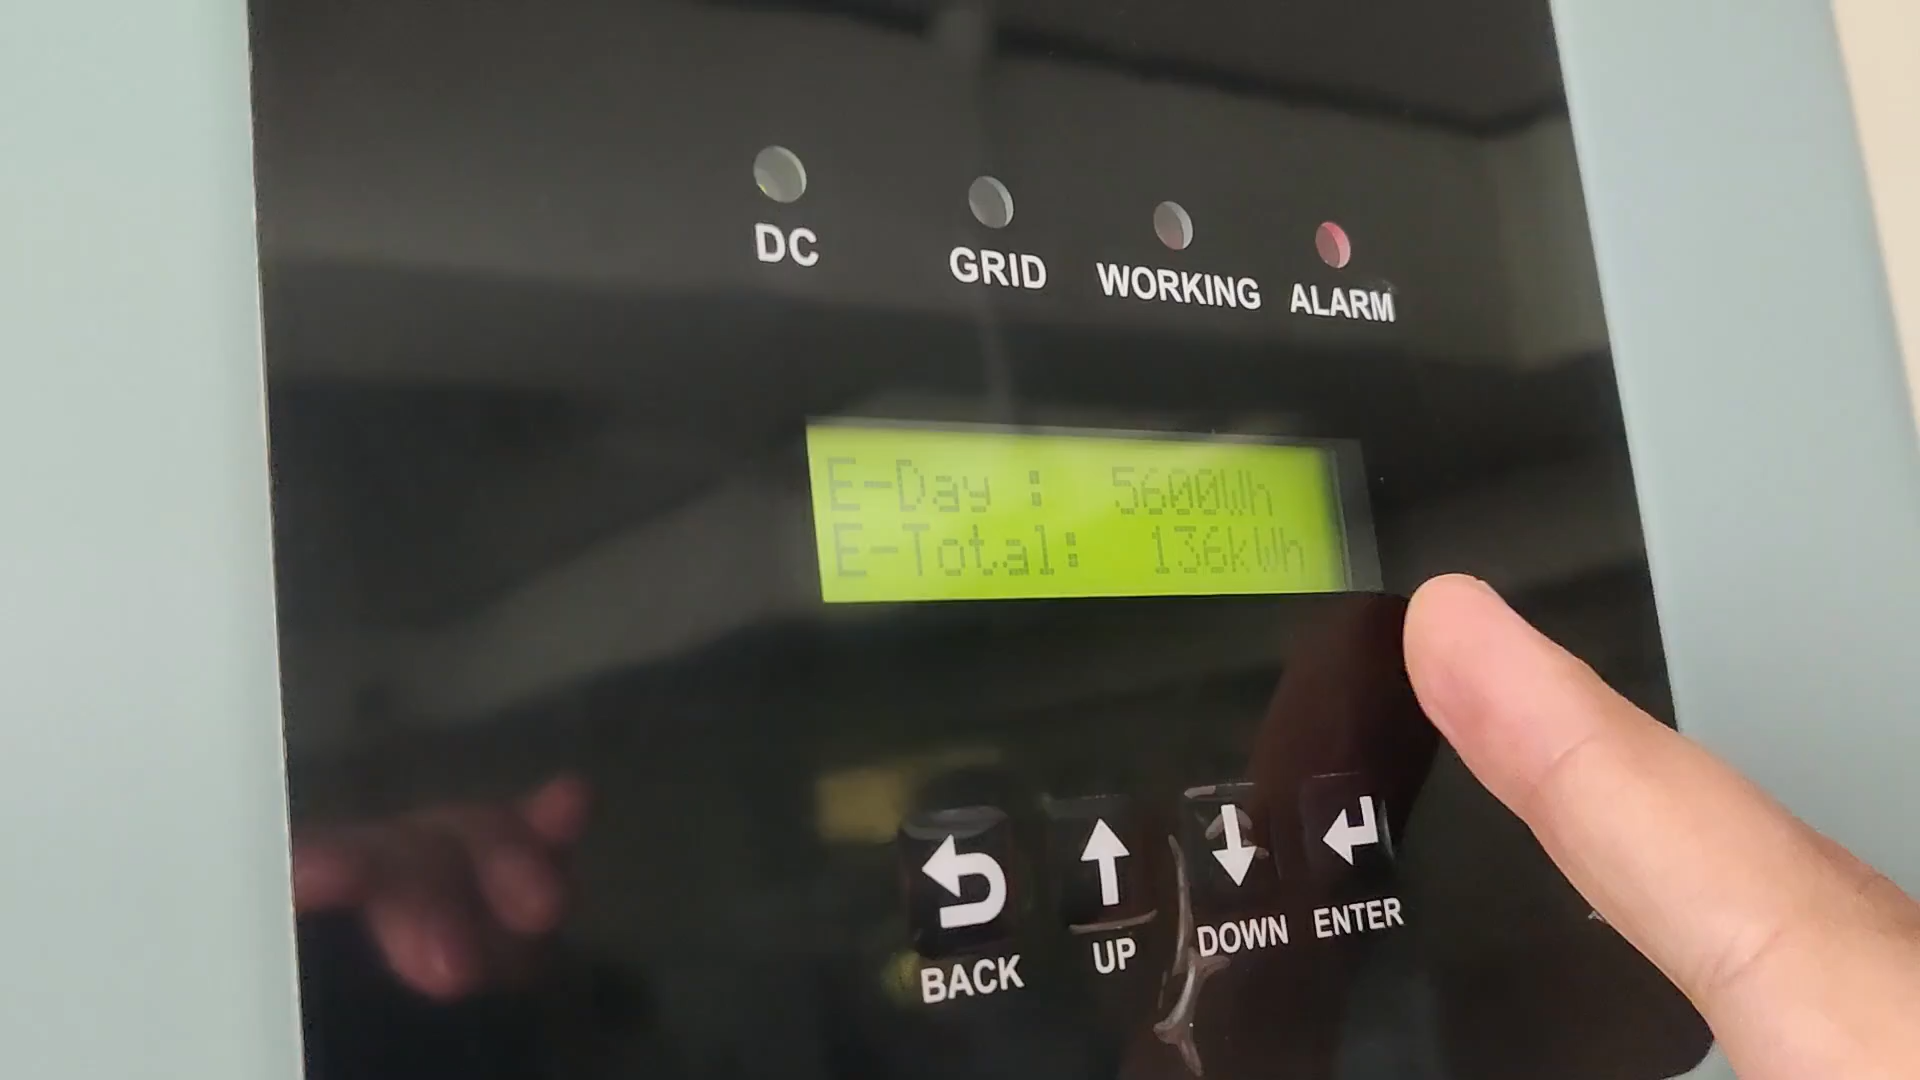 DC GRID WORKING ALARM
E-Day : 5600Wh
E-Total: 136kWh
BACK UP DOWN ENTER